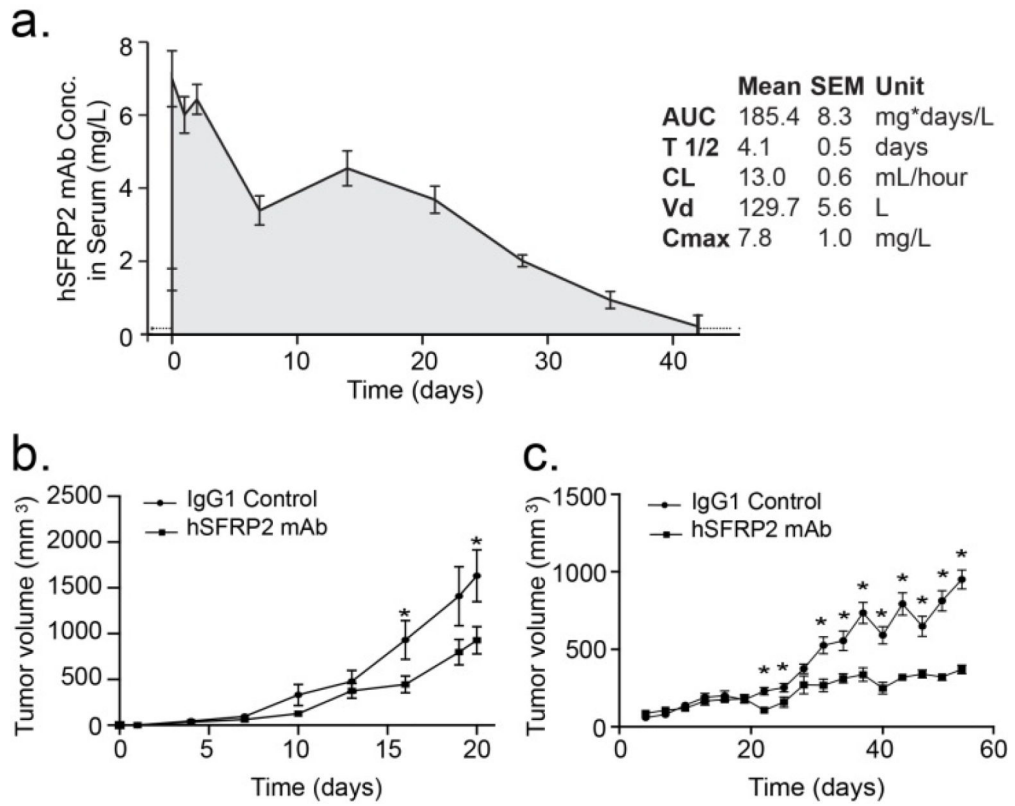 a.
hSFRP2 mAb Conc.
in Serum (mg/L)
8
6
4
2
0
0 10 20 30 40
Time (days)
Mean SEM Unit
AUC 185.4 8.3 mg*days/L
T 1/2 4.1 0.5 days
CL 13.0 0.6 mL/hour
Vd 129.7 5.6 L
Cmax 7.8 1.0 mg/L
b.
Tumor volume (mm³)
2500
2000
1500
1000
500
0
IgG1 Control
hSFRP2 mAb
*
*
0 5 10 15 20
Time (days)
c.
Tumor volume (mm³)
1500
1000
500
0
IgG1 Control
hSFRP2 mAb
* * * * * * * * * *
0 20 40 60
Time (days)